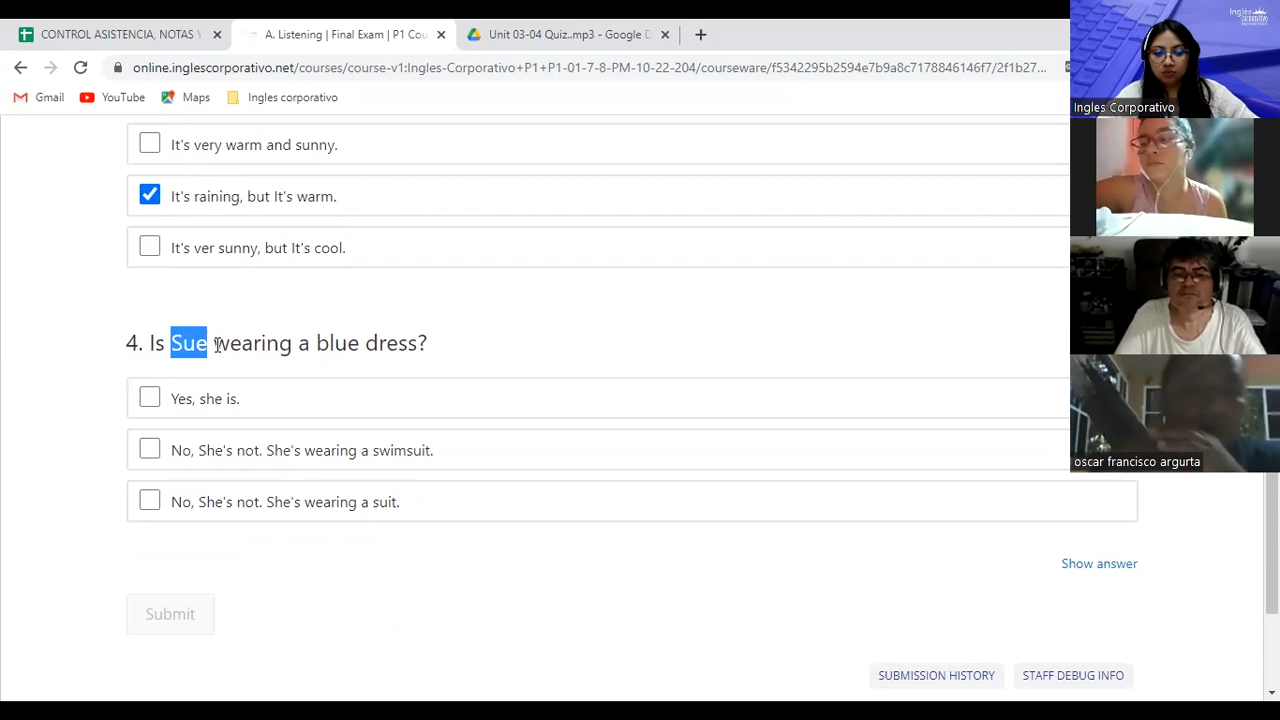 CONTROL ASISTENCIA, NOTAS Y
A. Listening | Final Exam | P1 Cou
Unit 03-04 Quiz..mp3 - Google D
online.inglescorporativo.net/courses/course-v1:Ingles-Corporativo+P1+P1-01-7-8-PM-10-22-204/courseware/f5342295b2594e7b9a8c7178846146f7/2f1b27...
Gmail
YouTube
Maps
Ingles corporativo
It's very warm and sunny.
It's raining, but It's warm.
It's ver sunny, but It's cool.
4. Is Sue wearing a blue dress?
Yes, she is.
No, She's not. She's wearing a swimsuit.
No, She's not. She's wearing a suit.
Show answer
Submit
SUBMISSION HISTORY
STAFF DEBUG INFO
Ingles
Ingles Corporativo
oscar francisco argurta